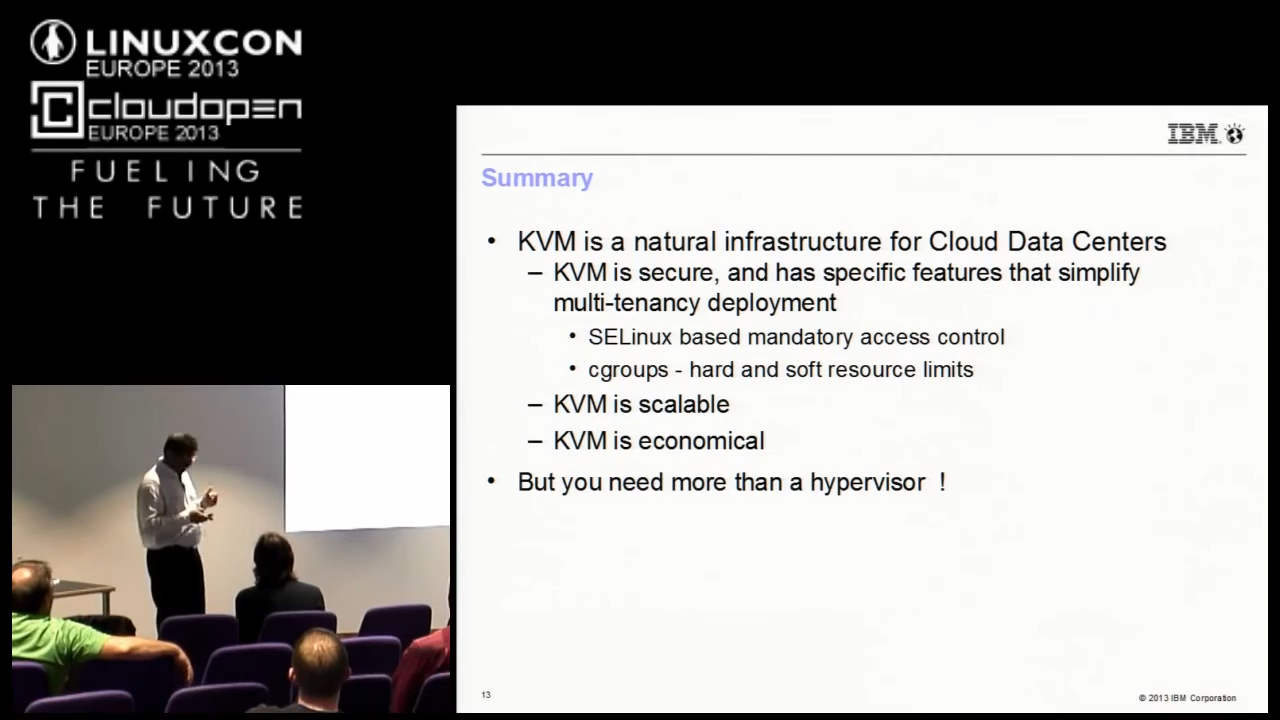 LINUXCON
EUROPE 2013
cloudopen
EUROPE 2013
FUELING
THE FUTURE
IBM
Summary
• KVM is a natural infrastructure for Cloud Data Centers
– KVM is secure, and has specific features that simplify
multi-tenancy deployment
• SELinux based mandatory access control
• cgroups - hard and soft resource limits
– KVM is scalable
– KVM is economical
• But you need more than a hypervisor !
13
© 2013 IBM Corporation